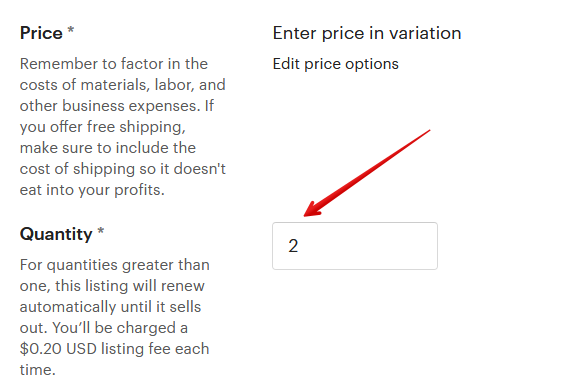 Price *
Enter price in variation
Remember to factor in the
Edit price options
costs of materials, labor, and
other business expenses. If
you offer free shipping,
make sure to include the
cost of shipping so it doesn't
eat into your profits.
Quantity *
2
For quantities greater than
one, this listing will renew
automatically until it sells
out. You’ll be charged a
$0.20 USD listing fee each
time.